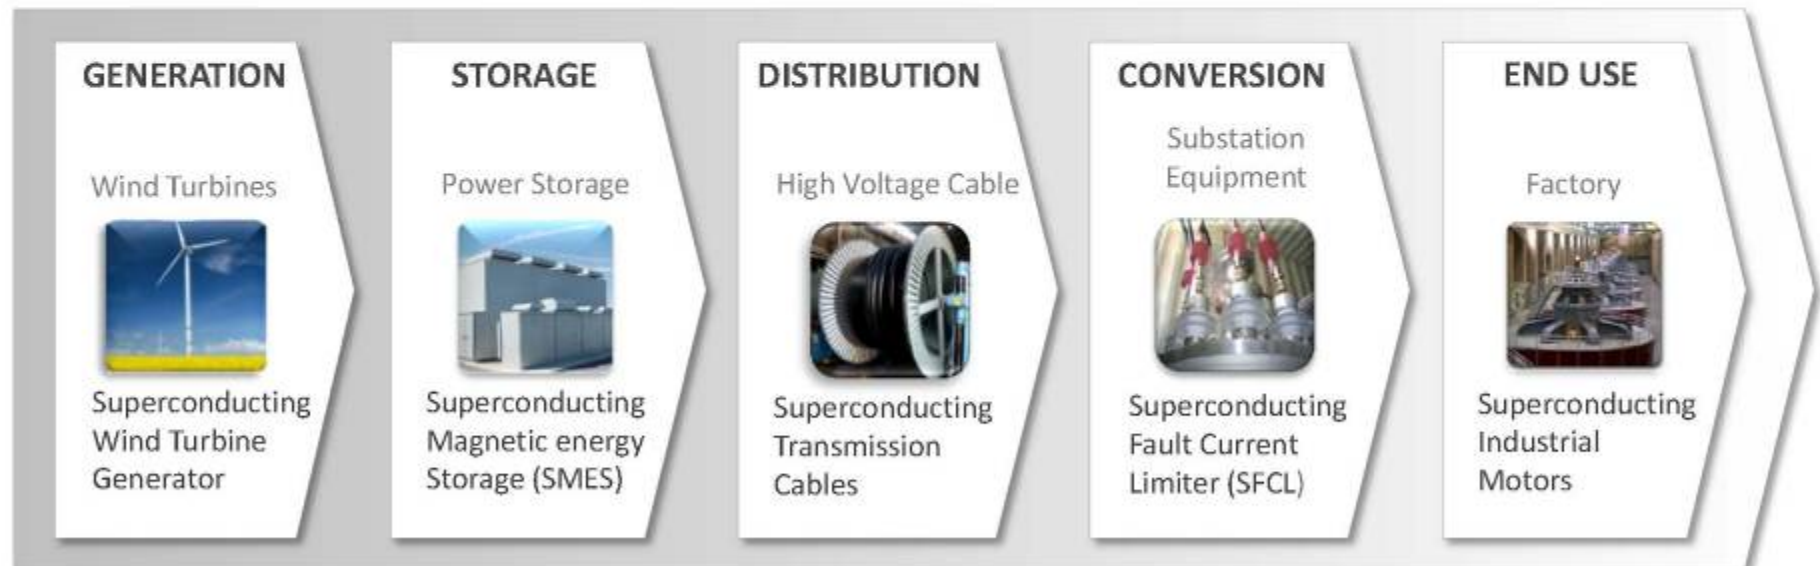 GENERATION
Wind Turbines
Superconducting
Wind Turbine
Generator
STORAGE
Power Storage
Superconducting
Magnetic energy
Storage (SMES)
DISTRIBUTION
High Voltage Cable
Superconducting
Transmission
Cables
CONVERSION
Substation
Equipment
Superconducting
Fault Current
Limiter (SFCL)
END USE
Factory
Superconducting
Industrial
Motors